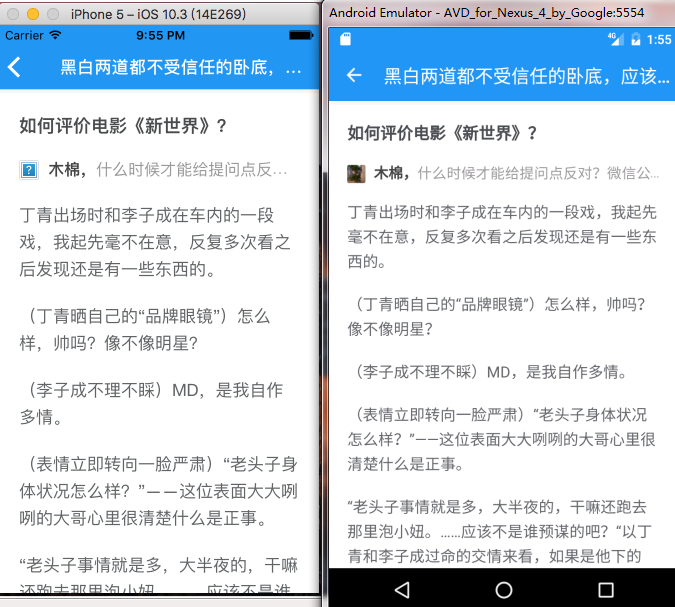 iPhone 5 – iOS 10.3 (14E269)
Carrier
9:55 PM
黑白两道都不受信任的卧底，...
如何评价电影《新世界》?
木棉，什么时候才能给提问点反...
丁青出场时和李子成在车内的一段
戏，我起先毫不在意，反复多次看之
后发现还是有一些东西的。
（丁青晒自己的“品牌眼镜”）怎么
样，帅吗？像不像明星？
（李子成不理不睬）MD，是我自作
多情。
（表情立即转向一脸严肃）“老头子身
体状况怎么样？”——这位表面大大咧
咧的大哥心里很清楚什么是正事。
“老头子事情就是多，大半夜的，干嘛
还跑去那里泡小妞。……应该不是谁
Android Emulator - AVD_for_Nexus_4_by_Google:5554
4G
1:55
黑白两道都不受信任的卧底，应该...
如何评价电影《新世界》？
木棉，什么时候才能给提问点反对？微信公...
丁青出场时和李子成在车内的一段戏，我起先
毫不在意，反复多次看之后发现还是有一些东
西的。
（丁青晒自己的“品牌眼镜”）怎么样，帅吗？
像不像明星？
（李子成不理不睬）MD，是我自作多情。
（表情立即转向一脸严肃）“老头子身体状况
怎么样？”——这位表面大大咧咧的大哥心里很
清楚什么是正事。
“老头子事情就是多，大半夜的，干嘛还跑去
那里泡小妞。……应该不是谁预谋的吧？“以丁
青和李子成过命的交情来看，如果是他下的